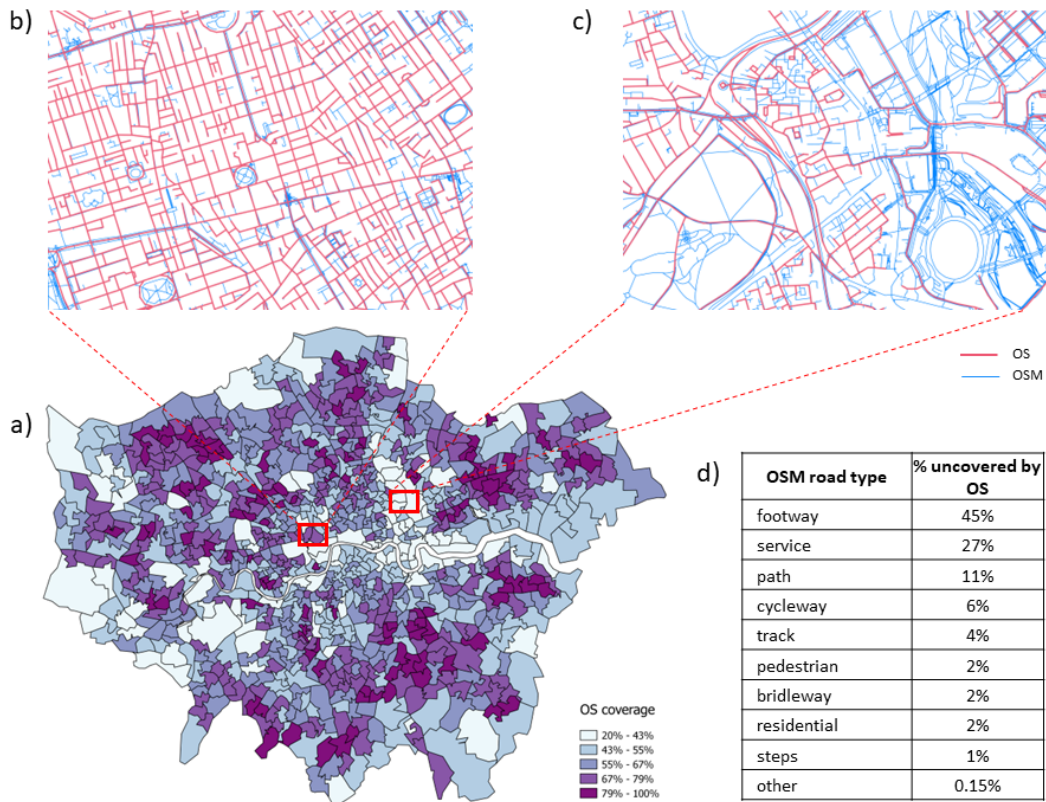 b)
c)
OS
OSM
a)
OS coverage
20% - 43%
43% - 55%
55% - 67%
67% - 79%
79% - 100%
d)
OSM road type % uncovered by OS
footway 45%
service 27%
path 11%
cycleway 6%
track 4%
pedestrian 2%
bridleway 2%
residential 2%
steps 1%
other 0.15%